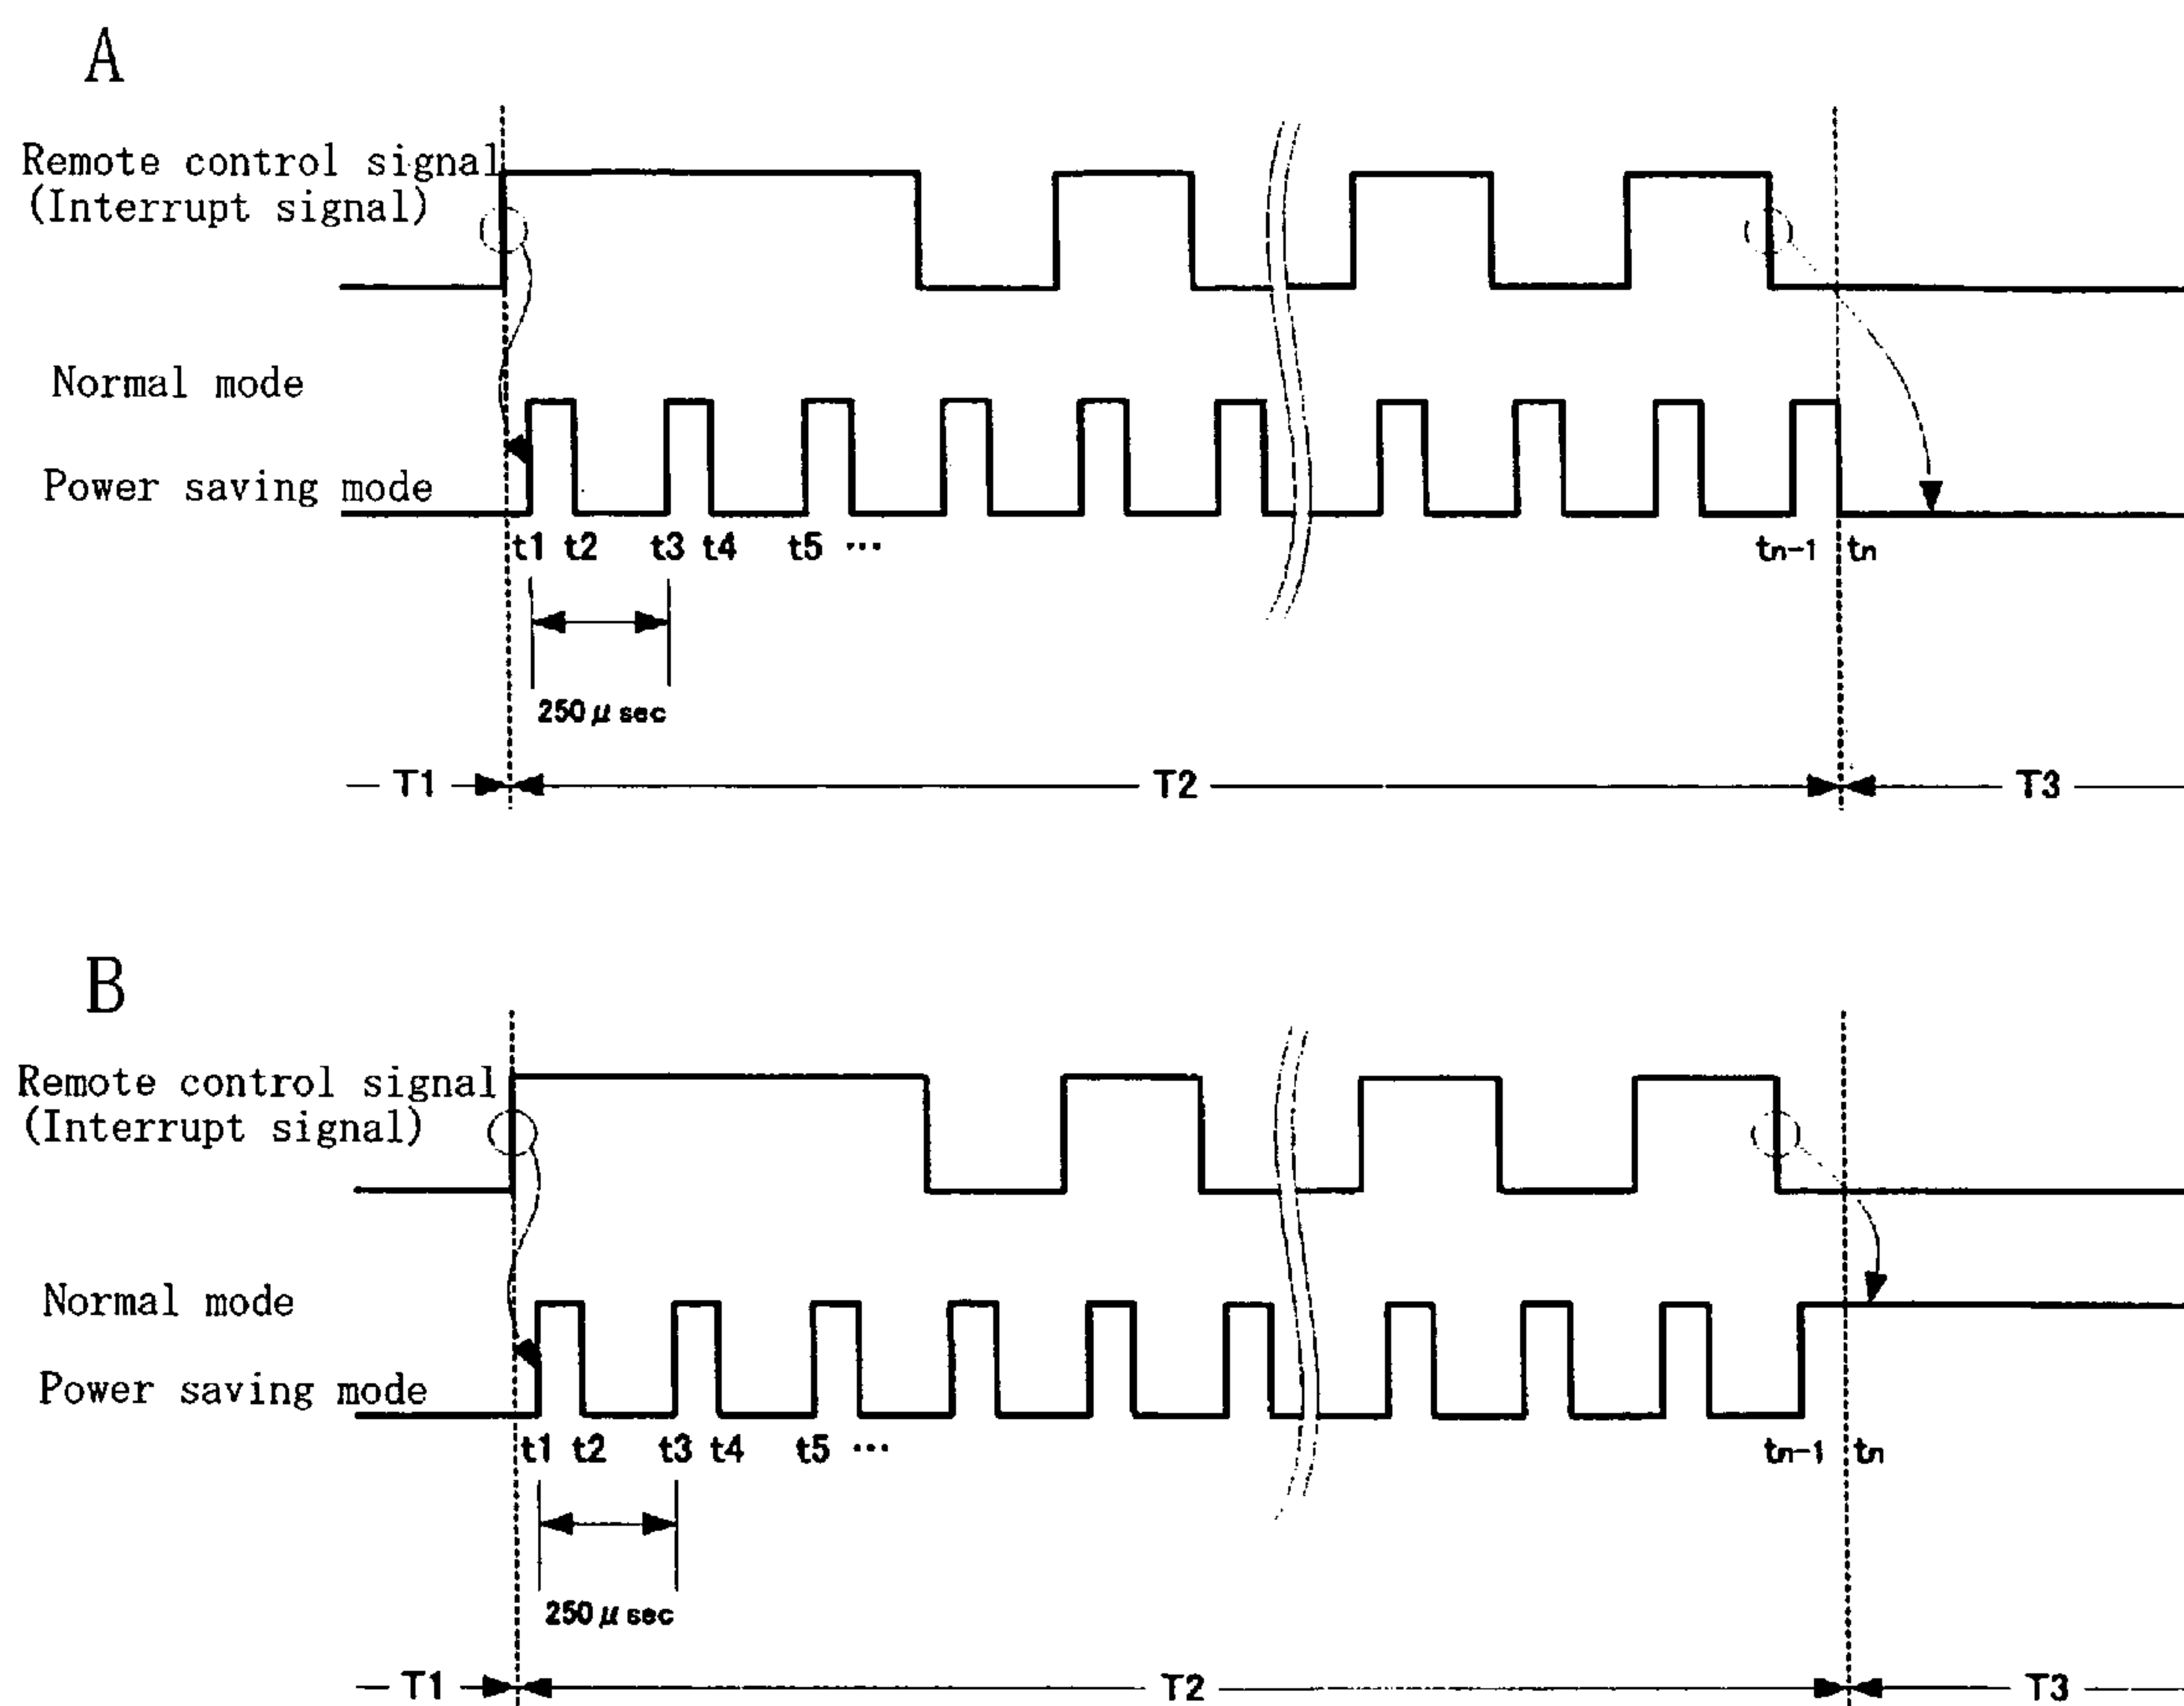 A
Remote control signal
(Interrupt signal)
Normal mode
Power saving mode
t1 t2 t3 t4 t5 ... tn-1 tn
250 μ sec
T1 T2 T3
B
Remote control signal
(Interrupt signal)
Normal mode
Power saving mode
t1 t2 t3 t4 t5 ... tn-1 tn
250 μ sec
T1 T2 T3